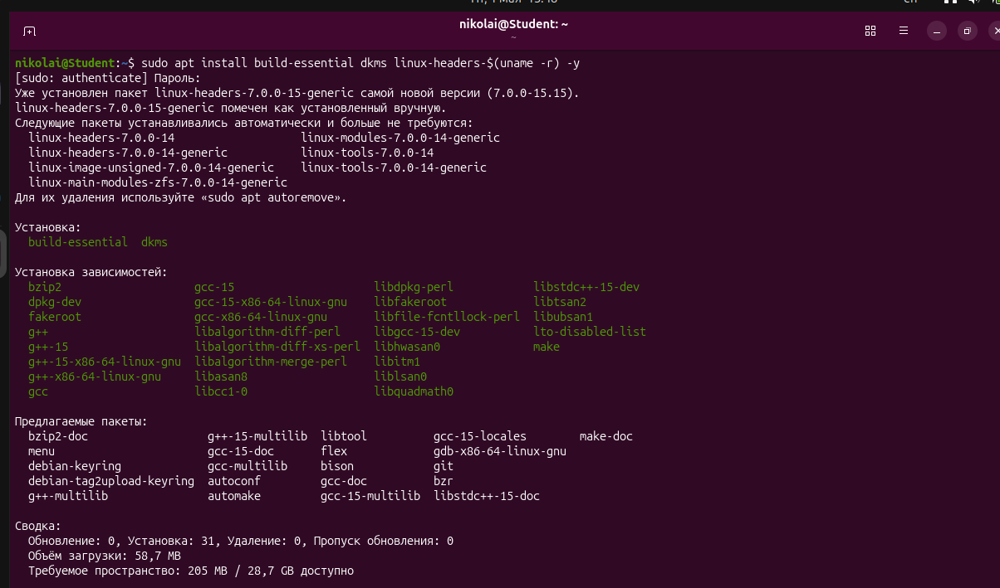 nikolai@Student: ~
~
nikolai@Student:~$ sudo apt install build-essential dkms linux-headers-$(uname -r) -y
[sudo: authenticate] Пароль:
Уже установлен пакет linux-headers-7.0.0-15-generic самой новой версии (7.0.0-15.15).
linux-headers-7.0.0-15-generic помечен как установленный вручную.
Следующие пакеты устанавливались автоматически и больше не требуются:
linux-headers-7.0.0-14 linux-modules-7.0.0-14-generic
linux-headers-7.0.0-14-generic linux-tools-7.0.0-14
linux-image-unsigned-7.0.0-14-generic linux-tools-7.0.0-14-generic
linux-main-modules-zfs-7.0.0-14-generic
Для их удаления используйте «sudo apt autoremove».
Установка:
build-essential dkms
Установка зависимостей:
bzip2 gcc-15 libdpkg-perl libstdc++-15-dev
dpkg-dev gcc-15-x86-64-linux-gnu libfakeroot libtsan2
fakeroot gcc-x86-64-linux-gnu libfile-fcntllock-perl libubsan1
g++ libalgorithm-diff-perl libgcc-15-dev lto-disabled-list
g++-15 libalgorithm-diff-xs-perl libhwasan0 make
g++-15-x86-64-linux-gnu libalgorithm-merge-perl libitm1
g++-x86-64-linux-gnu libasan8 liblsan0
gcc libcc1-0 libquadmath0
Предлагаемые пакеты:
bzip2-doc g++-15-multilib libtool gcc-15-locales make-doc
menu gcc-15-doc flex gdb-x86-64-linux-gnu
debian-keyring gcc-multilib bison git
debian-tag2upload-keyring autoconf gcc-doc bzr
g++-multilib automake gcc-15-multilib libstdc++-15-doc
Сводка:
Обновление: 0, Установка: 31, Удаление: 0, Пропуск обновления: 0
Объём загрузки: 58,7 MB
Требуемое пространство: 205 MB / 28,7 GB доступно